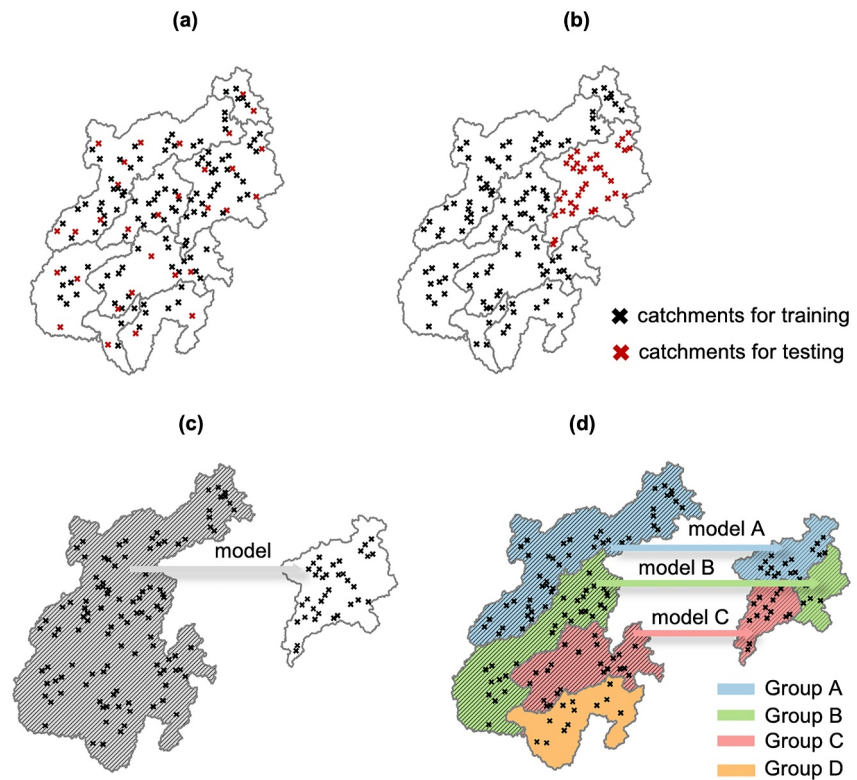 (a)
(b)
catchments for training
catchments for testing
(c)
(d)
model
model A
model B
model C
Group A
Group B
Group C
Group D